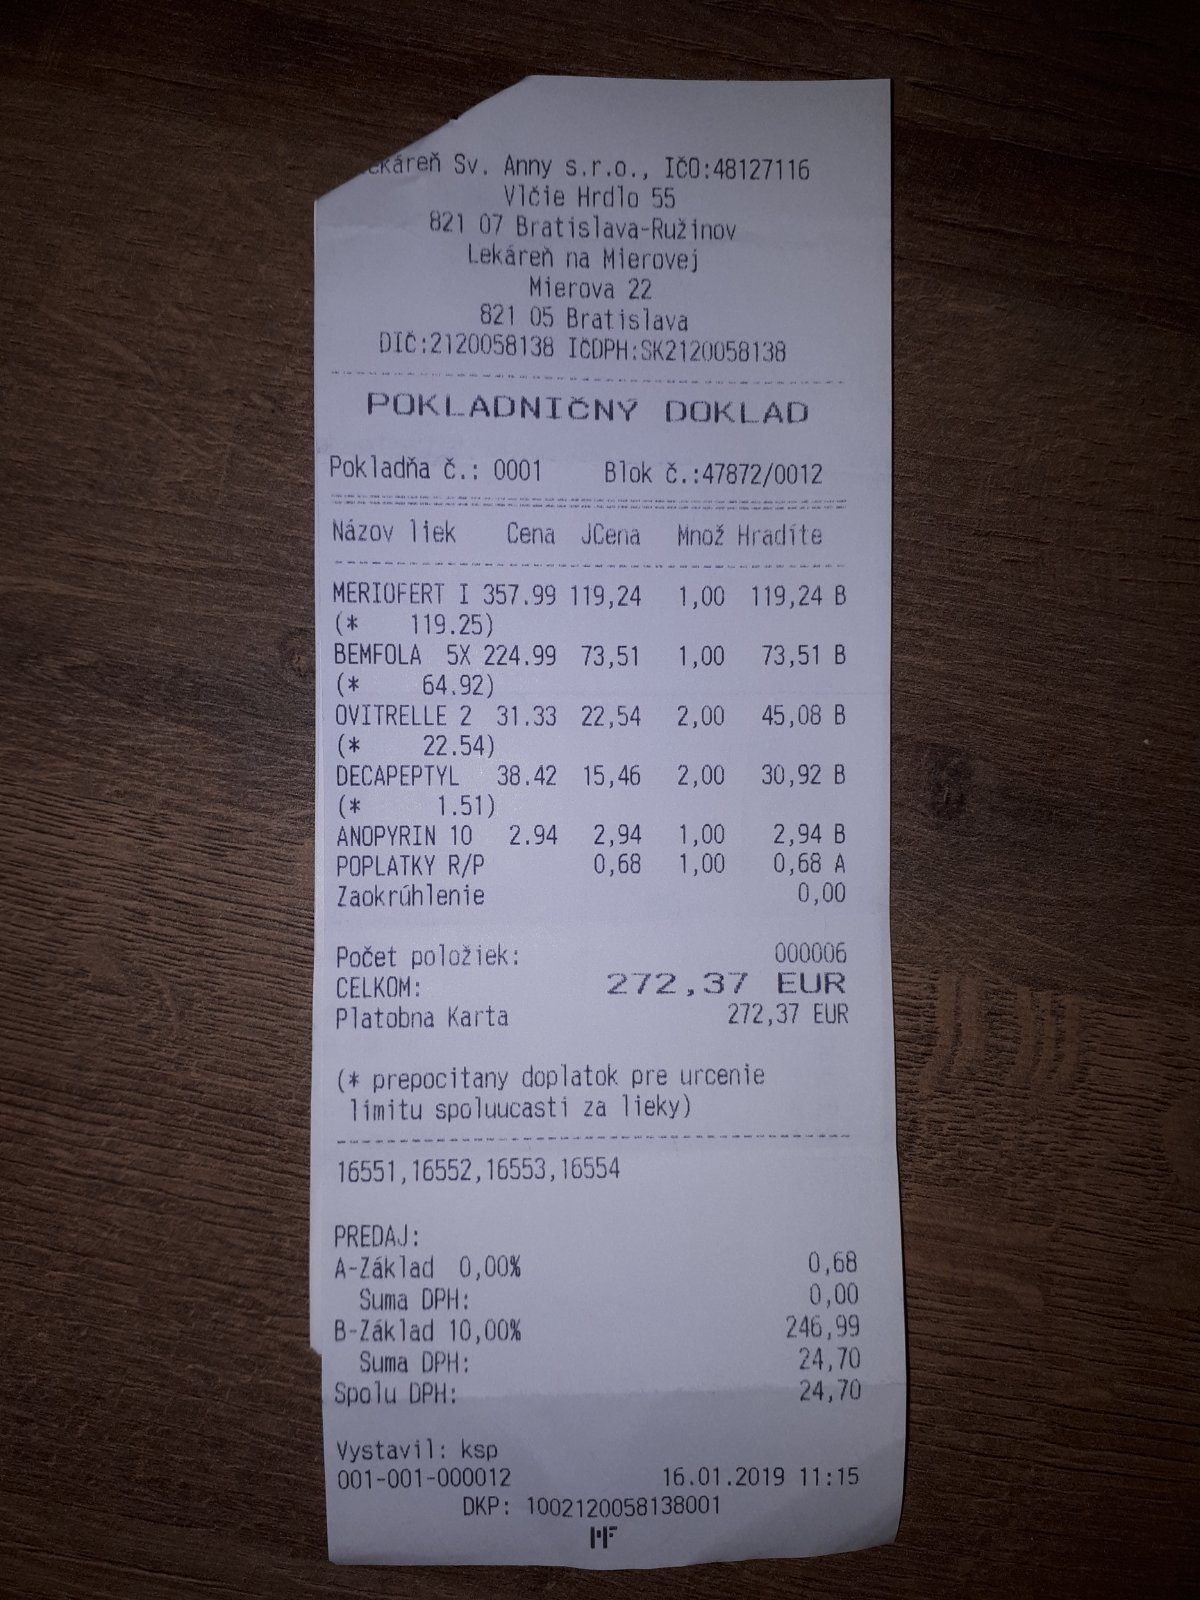 ekáreň Sv. Anny s.r.o., IČO:48127116
Vlčie Hrdlo 55
821 07 Bratislava-Ružinov
Lekáreň na Mierovej
Mierova 22
821 05 Bratislava
DIČ:2120058138 IČDPH:SK2120058138
POKLADNIČNÝ DOKLAD
Pokladňa č.: 0001 Blok č.:47872/0012
Názov liek Cena JCena Množ Hradíte
MERIOFERT I 357.99 119,24 1,00 119,24 B
(* 119.25)
BEMFOLA 5X 224.99 73,51 1,00 73,51 B
(* 64.92)
OVITRELLE 2 31.33 22,54 2,00 45,08 B
(* 22.54)
DECAPEPTYL 38.42 15,46 2,00 30,92 B
(* 1.51)
ANOPYRIN 10 2.94 2,94 1,00 2,94 B
POPLATKY R/P 0,68 1,00 0,68 A
Zaokrúhlenie 0,00
Počet položiek: 000006
CELKOM: 272,37 EUR
Platobna Karta 272,37 EUR
(* prepocitany doplatok pre urcenie
limitu spoluucasti za lieky)
16551,16552,16553,16554
PREDAJ:
A-Základ 0,00% 0,68
Suma DPH: 0,00
B-Základ 10,00% 246,99
Suma DPH: 24,70
Spolu DPH: 24,70
Vystavil: ksp
001-001-000012 16.01.2019 11:15
DKP: 1002120058138001
MF